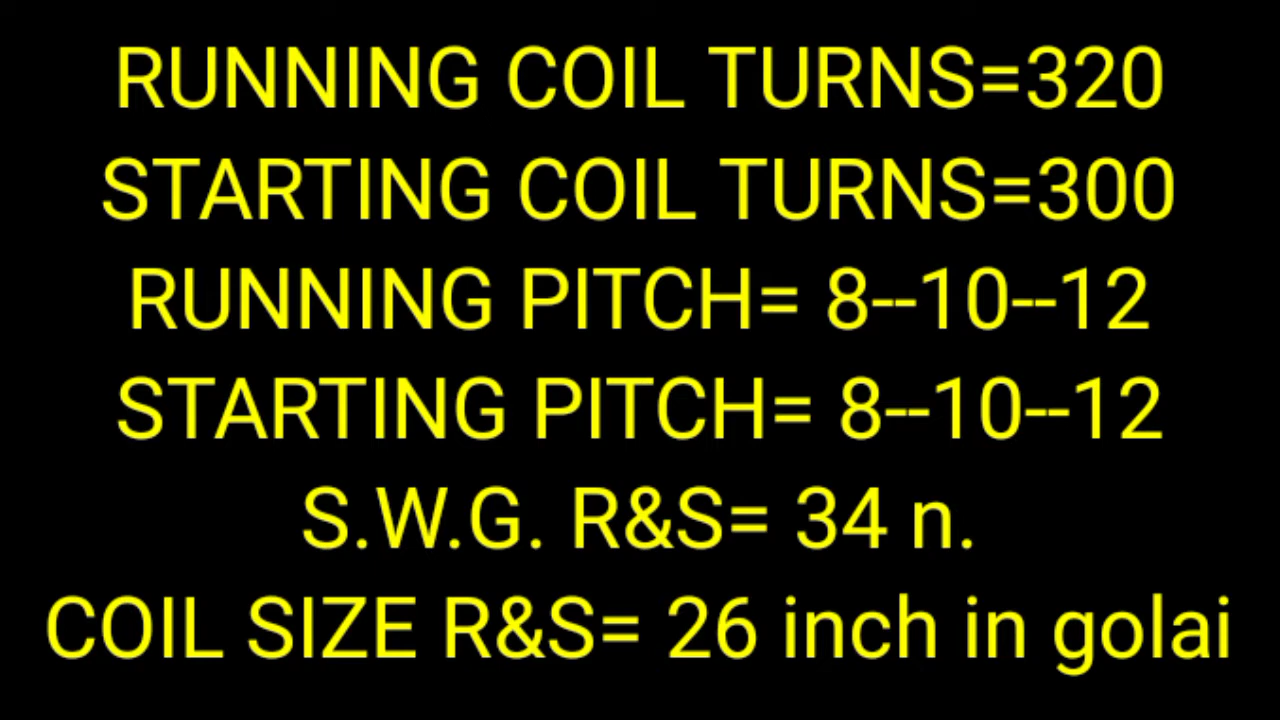 RUNNING COIL TURNS=320
STARTING COIL TURNS=300
RUNNING PITCH= 8--10--12
STARTING PITCH= 8--10--12
S.W.G. R&S= 34 n.
COIL SIZE R&S= 26 inch in golai